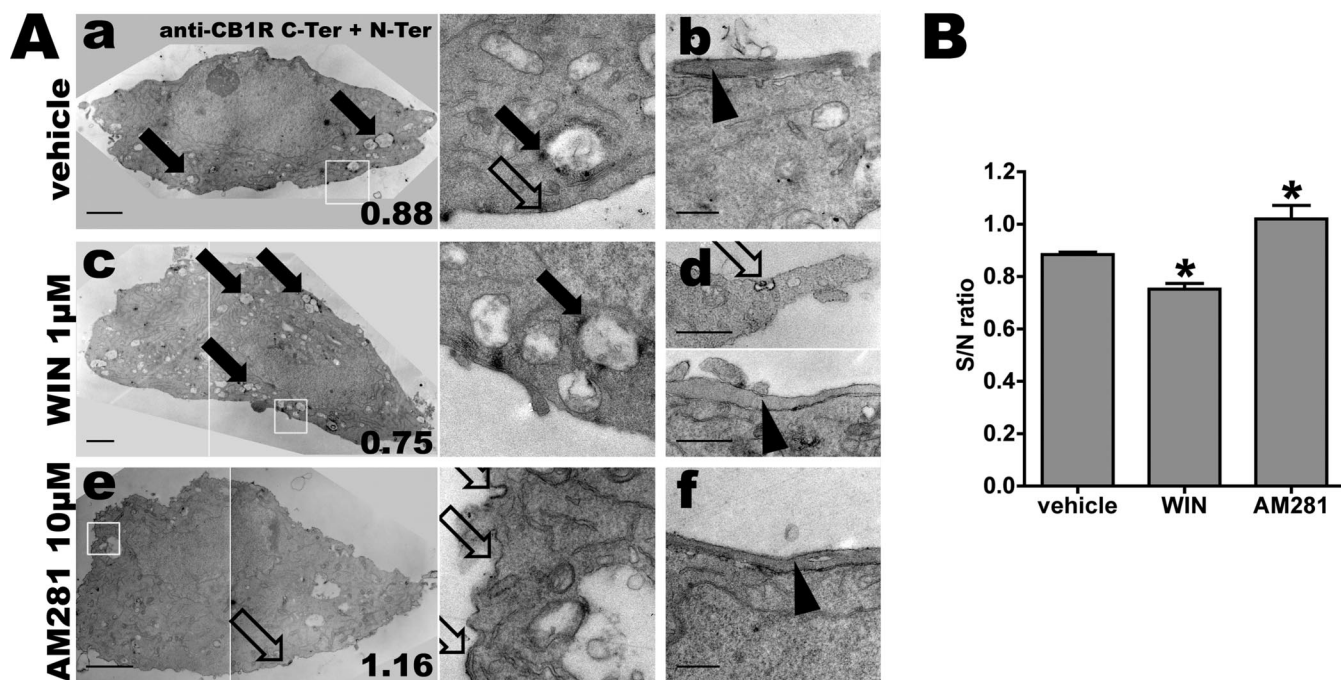 A
a
anti-CB1R C-Ter + N-Ter
b
vehicle
0.88
c
d
WIN 1µM
0.75
e
f
AM281 10µM
1.16
B
S/N ratio
1.2
1.0
0.8
0.6
0.4
0.2
0.0
vehicle WIN AM281
* *